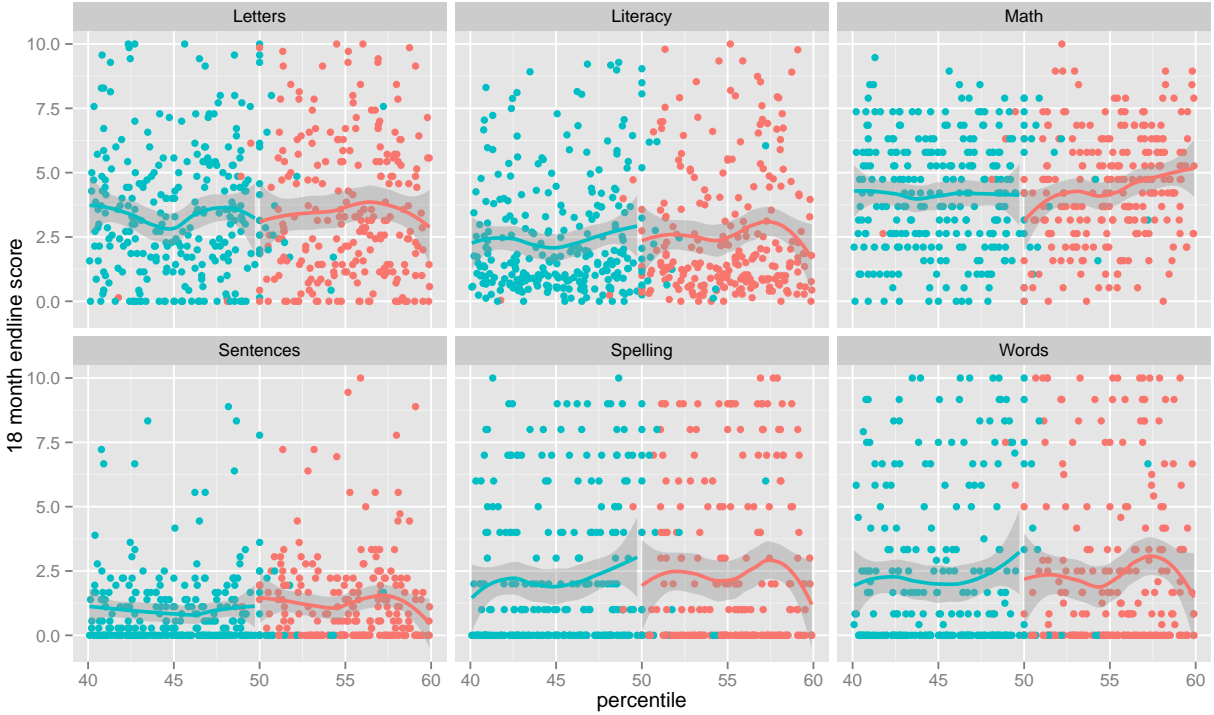 Letters Literacy Math
10.0
7.5
5.0
2.5
0.0
Sentences Spelling Words
10.0
7.5
5.0
2.5
0.0
40 45 50 55 60 40 45 50 55 60 40 45 50 55 60
percentile
18 month endline score